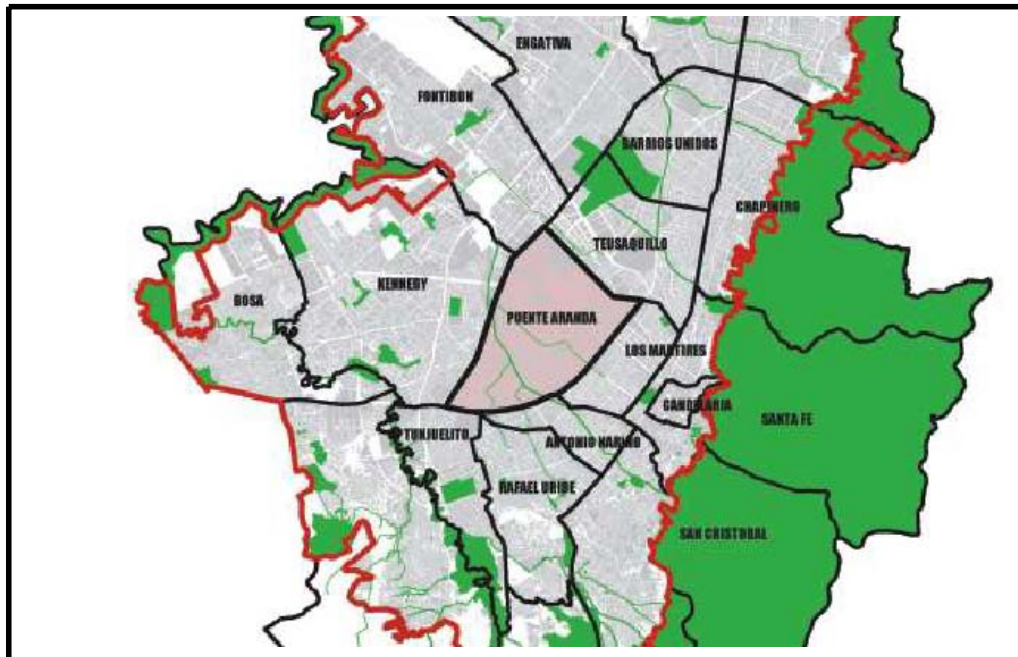 ENGATIVA
FONTIBON
BARRIOS UNIDOS
CHAPINERO
TEUSAQUILLO
KENNEDY
BOSA
PUENTE ARANDA
LOS MARTIRES
CANDELARIA
SANTA FE
TUNJUELITO
ANTONIO NARIÑO
RAFAEL URIBE
SAN CRISTOBAL